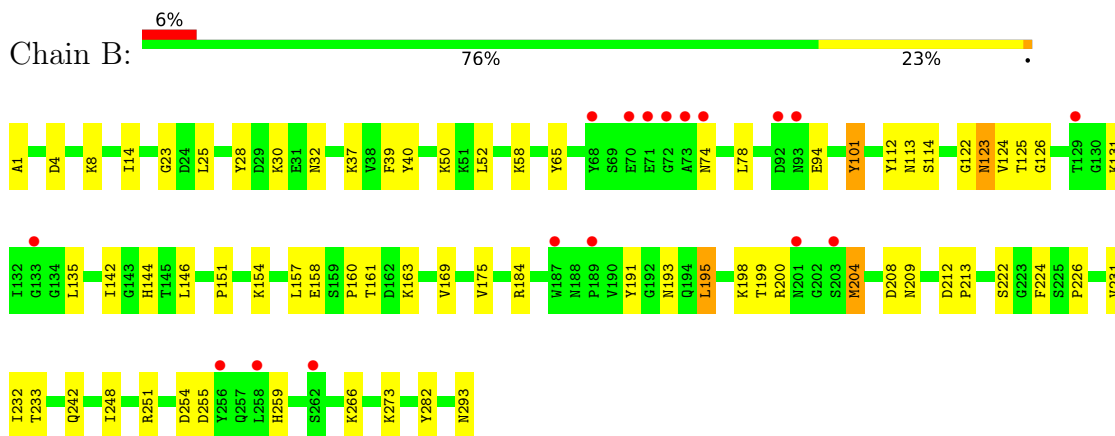 6%
Chain B:
76% 23% •
A1 D4 K8 I14 G23 D24 L25 Y28 D29 K30 E31 N32 K37 V38 F39 Y40 K50 K51 L52 K58 Y65 Y68 S69 E70 E71 G72 A73 N74 L78 D92 N93 E94 Y101 Y112 N113 S114 G122 N123 V124 T125 G126 T129 G130 K131
I132 G133 G134 L135 I142 G143 H144 T145 L146 P151 K154 L157 E158 S159 P160 T161 D162 K163 V169 V175 R184 W187 N188 P189 V190 Y191 G192 N193 Q194 L195 K198 T199 R200 N201 G202 S203 M204 D208 N209 D212 P213 S222 G223 F224 S225 P226 V231
I232 T233 Q242 I248 R251 D254 D255 Y256 Q257 L258 H259 S262 K266 K273 Y282 N293